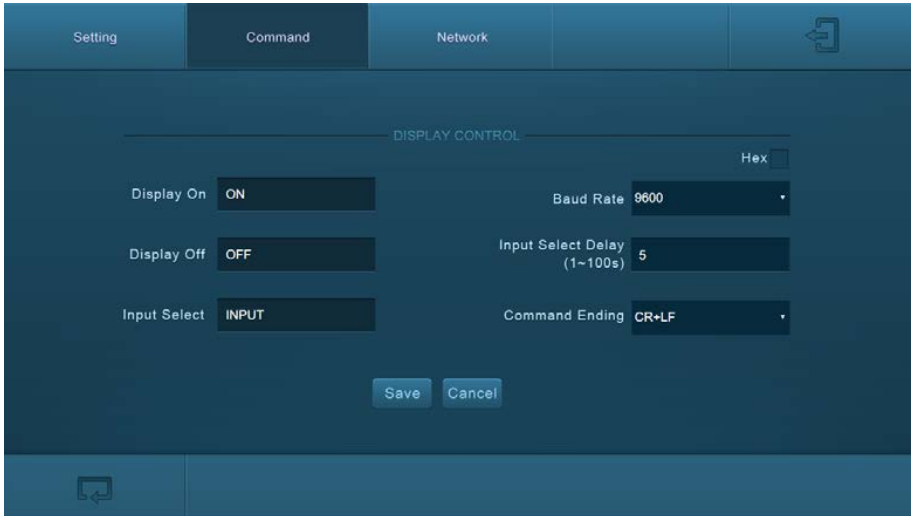 Setting Command Network
DISPLAY CONTROL
Hex
Display On ON Baud Rate 9600
Display Off OFF Input Select Delay (1~100s) 5
Input Select INPUT Command Ending CR+LF
Save Cancel